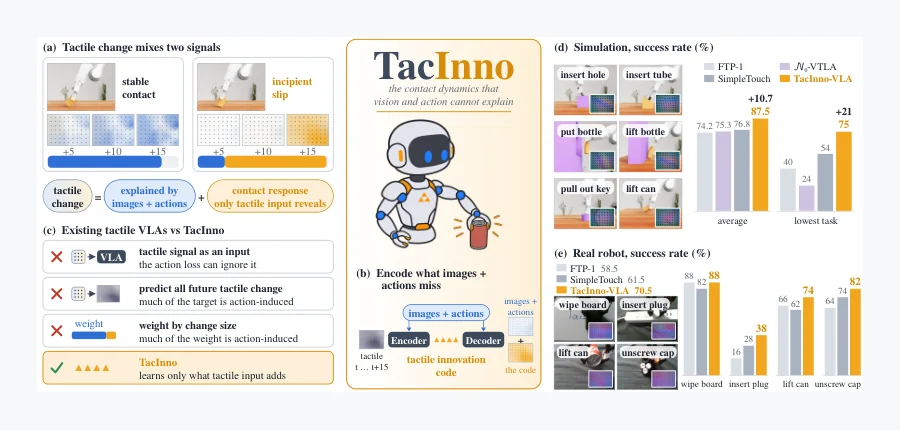 (a) Tactile change mixes two signals
stable
contact
+5 +10 +15
incipient
slip
+5 +10 +15
tactile
change
=
explained by
images + actions
+
contact response
only tactile input reveals
(c) Existing tactile VLAs vs TacInno
VLA
tactile signal as an input
the action loss can ignore it
predict all future tactile change
much of the target is action-induced
weight
weight by change size
much of the weight is action-induced
TacInno
learns only what tactile input adds
TacInno
the contact dynamics that
vision and action cannot explain
(b) Encode what images +
actions miss
images + actions
Encoder
Decoder
tactile
t … t+15
tactile innovation
code
images +
actions
+
the code
(d) Simulation, success rate (%)
insert hole
insert tube
put bottle
lift bottle
pull out key
lift can
FTP-1
SimpleTouch
𝒩₀-VTLA
TacInno-VLA
74.2 75.3 76.8 87.5
+10.7
average
40 24 54 75
+21
lowest task
(e) Real robot, success rate (%)
FTP-1 58.5
SimpleTouch 61.5
TacInno-VLA 70.5
wipe board
insert plug
lift can
unscrew cap
88 82 88
wipe board
16 28 38
insert plug
66 62 74
lift can
64 74 82
unscrew cap